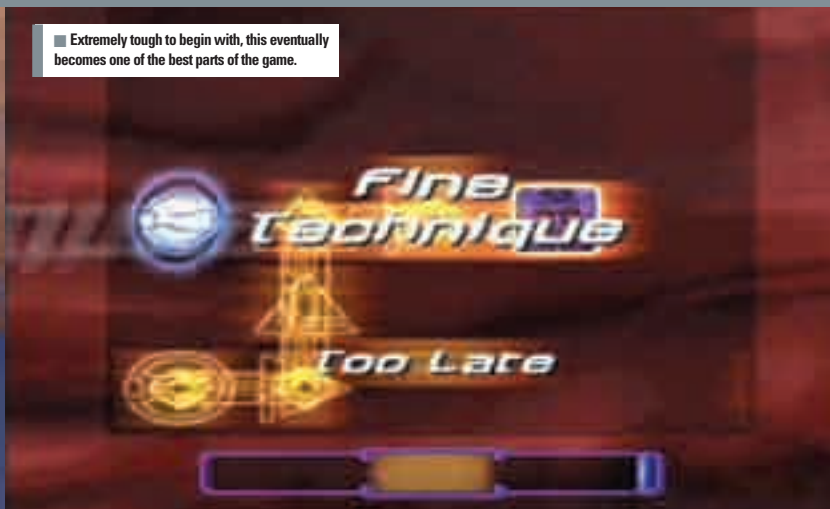 ■ Extremely tough to begin with, this eventually
becomes one of the best parts of the game.
Fine
Technique
Too Late